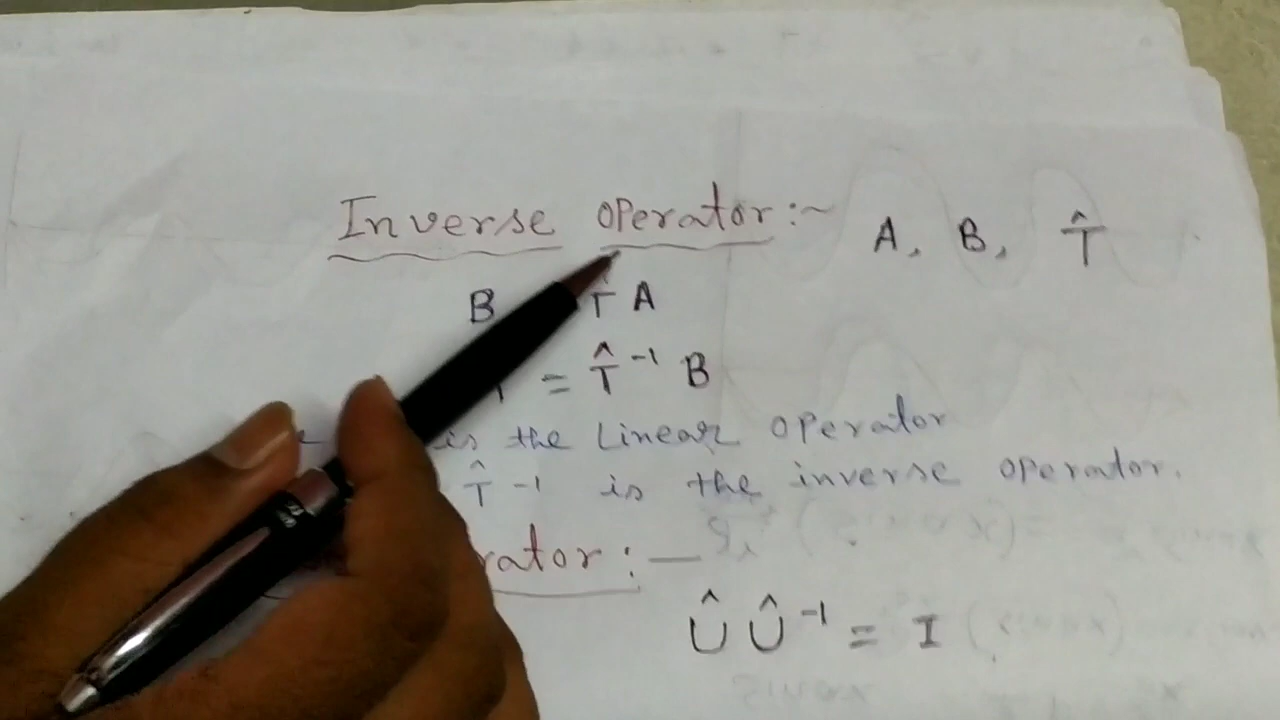 Inverse operator:~ A, B, T̂
B T̂ A
= T̂⁻¹ B
is the Linear operator
T̂⁻¹ is the inverse operator.
rator:—
Û Û⁻¹ = I